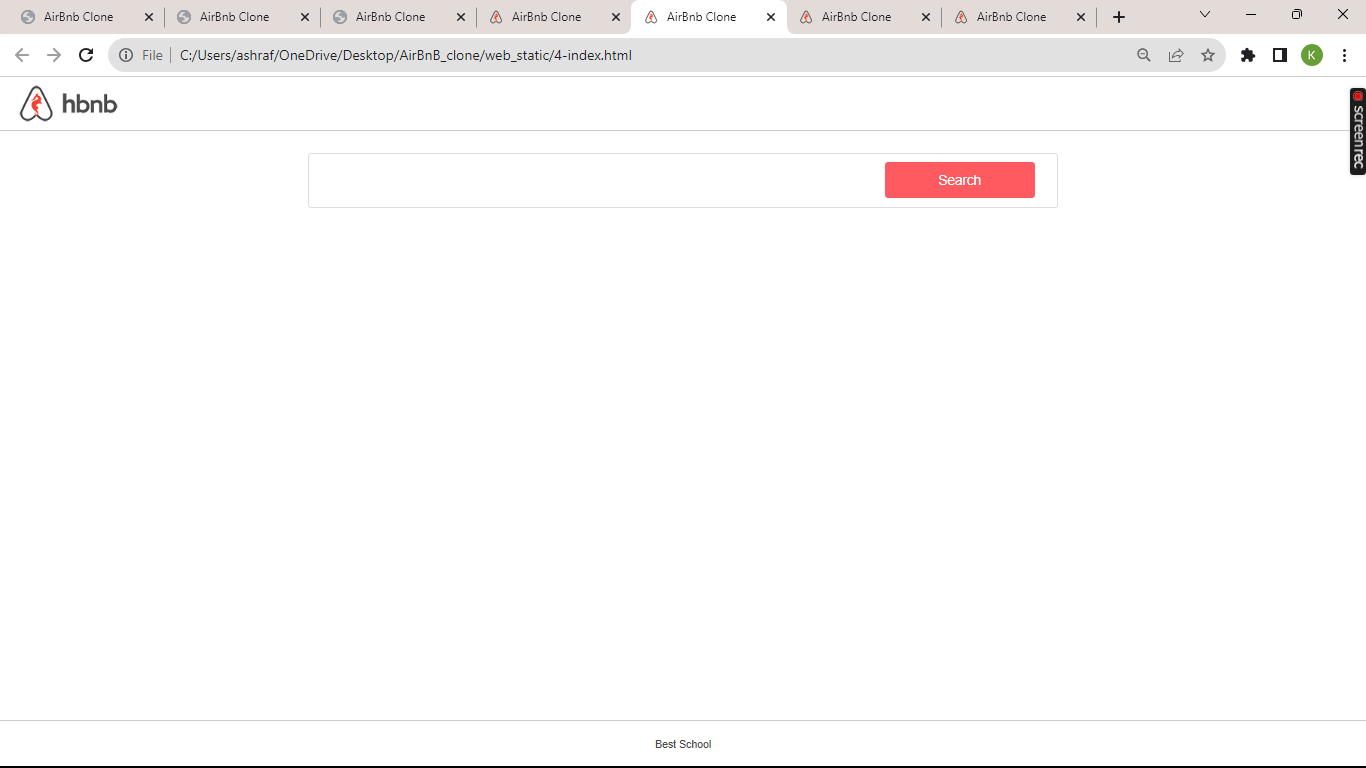 AirBnb Clone
AirBnb Clone
AirBnb Clone
AirBnb Clone
AirBnb Clone
AirBnb Clone
AirBnb Clone
File
C:/Users/ashraf/OneDrive/Desktop/AirBnB_clone/web_static/4-index.html
K
hbnb
screenrec
Search
Best School